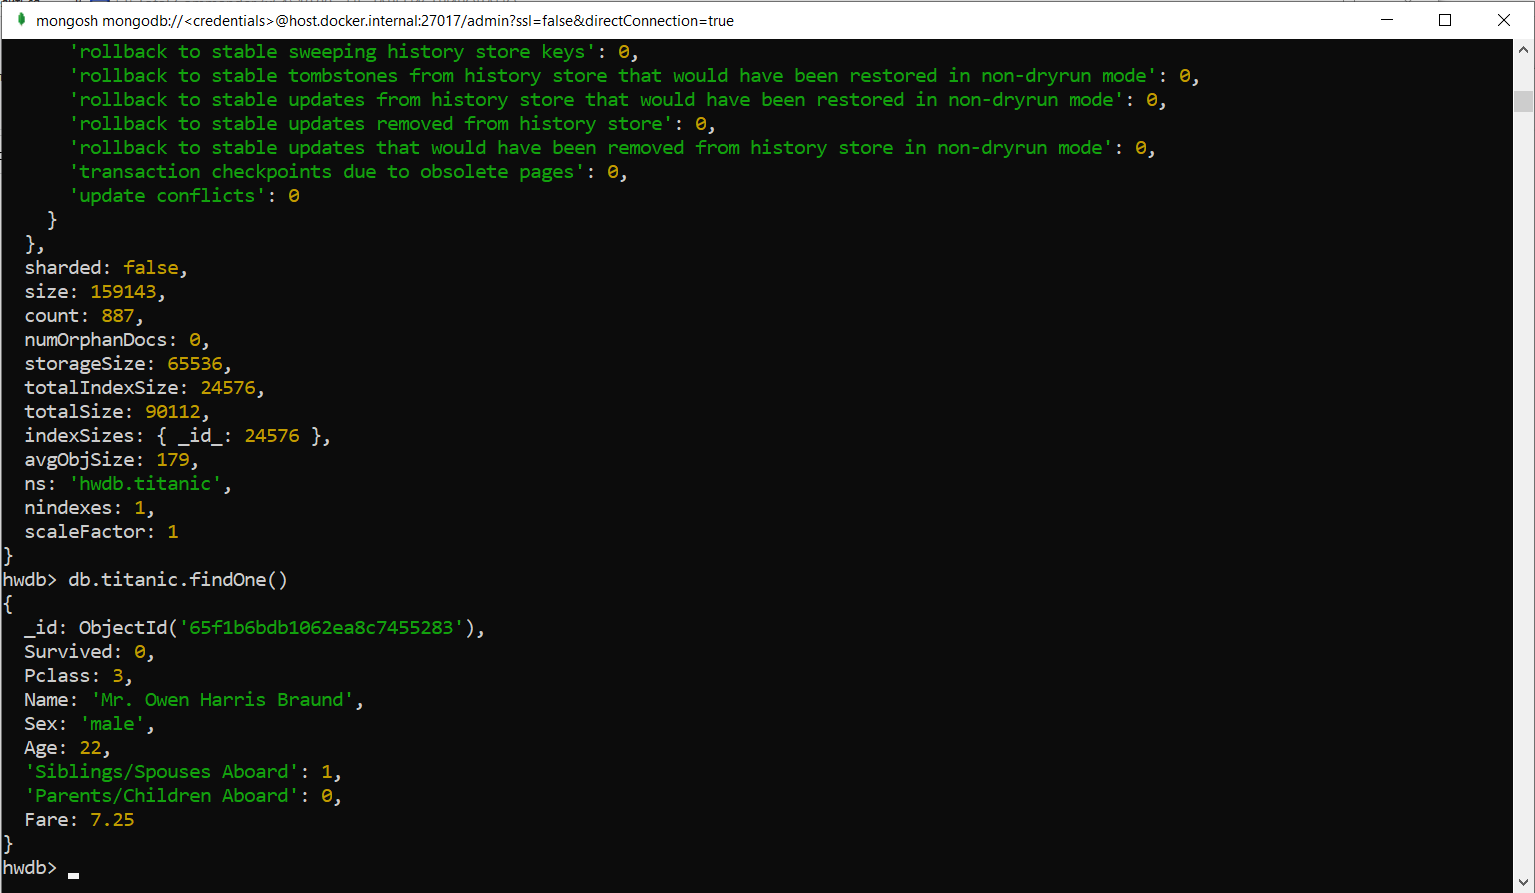 mongosh mongodb://<credentials>@host.docker.internal:27017/admin?ssl=false&directConnection=true
'rollback to stable sweeping history store keys': 0,
'rollback to stable tombstones from history store that would have been restored in non-dryrun mode': 0,
'rollback to stable updates from history store that would have been restored in non-dryrun mode': 0,
'rollback to stable updates removed from history store': 0,
'rollback to stable updates that would have been removed from history store in non-dryrun mode': 0,
'transaction checkpoints due to obsolete pages': 0,
'update conflicts': 0
}
},
sharded: false,
size: 159143,
count: 887,
numOrphanDocs: 0,
storageSize: 65536,
totalIndexSize: 24576,
totalSize: 90112,
indexSizes: { _id_: 24576 },
avgObjSize: 179,
ns: 'hwdb.titanic',
nindexes: 1,
scaleFactor: 1
}
hwdb> db.titanic.findOne()
{
_id: ObjectId('65f1b6bdb1062ea8c7455283'),
Survived: 0,
Pclass: 3,
Name: 'Mr. Owen Harris Braund',
Sex: 'male',
Age: 22,
'Siblings/Spouses Aboard': 1,
'Parents/Children Aboard': 0,
Fare: 7.25
}
hwdb>